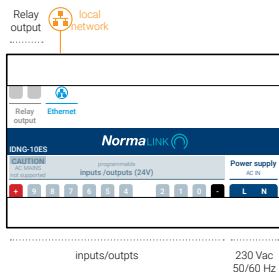 Relay
output
local
network
Relay
output
Ethernet
NormaLINK
IDNG-10ES
CAUTION
AC MAINS
not supported
programmable
inputs /outputs (24V)
Power supply
AC IN
+ 9 8 7 6 5 4 2 1 0 - L N
inputs/outpts
230 Vac
50/60 Hz